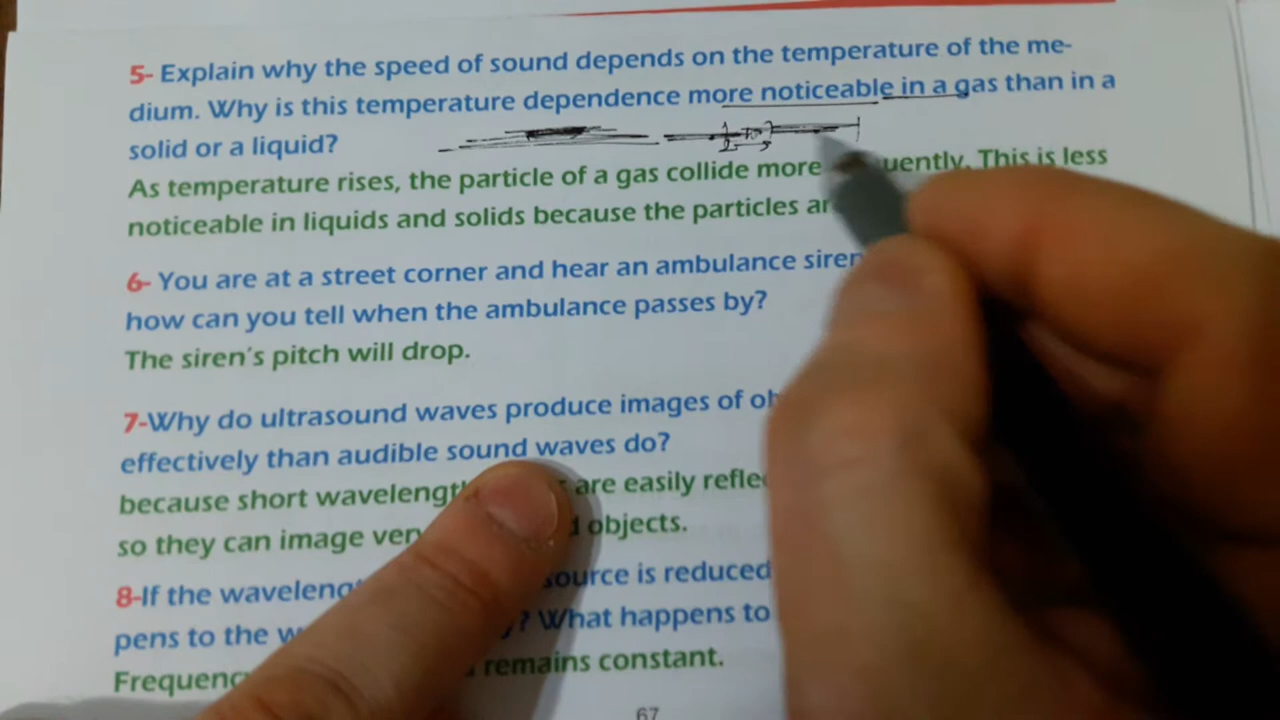 5- Explain why the speed of sound depends on the temperature of the me-
dium. Why is this temperature dependence more noticeable in a gas than in a
solid or a liquid?
As temperature rises, the particle of a gas collide more uently. This is less
noticeable in liquids and solids because the particles ar
6- You are at a street corner and hear an ambulance siren
how can you tell when the ambulance passes by?
The siren's pitch will drop.
7-Why do ultrasound waves produce images of ob
effectively than audible sound waves do?
because short wavelengt are easily refle
so they can image ver objects.
8-If the waveleng source is reduced
pens to the w ? What happens to
Frequenc remains constant.
67